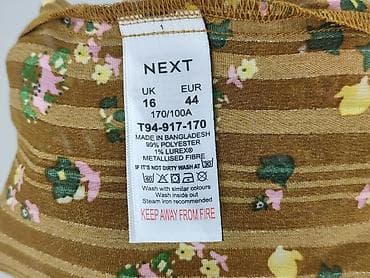 1
NEXT
UK EUR
16 44
170/100A
T94-917-170
MADE IN BANGLADESH
99% POLYESTER
1% LUREX®
METALLISED FIBRE
IF IT'S NOT DIRTY WASH AT
Wash with similar colours
Wash inside out
Steam iron recommended
KEEP AWAY FROM FIRE